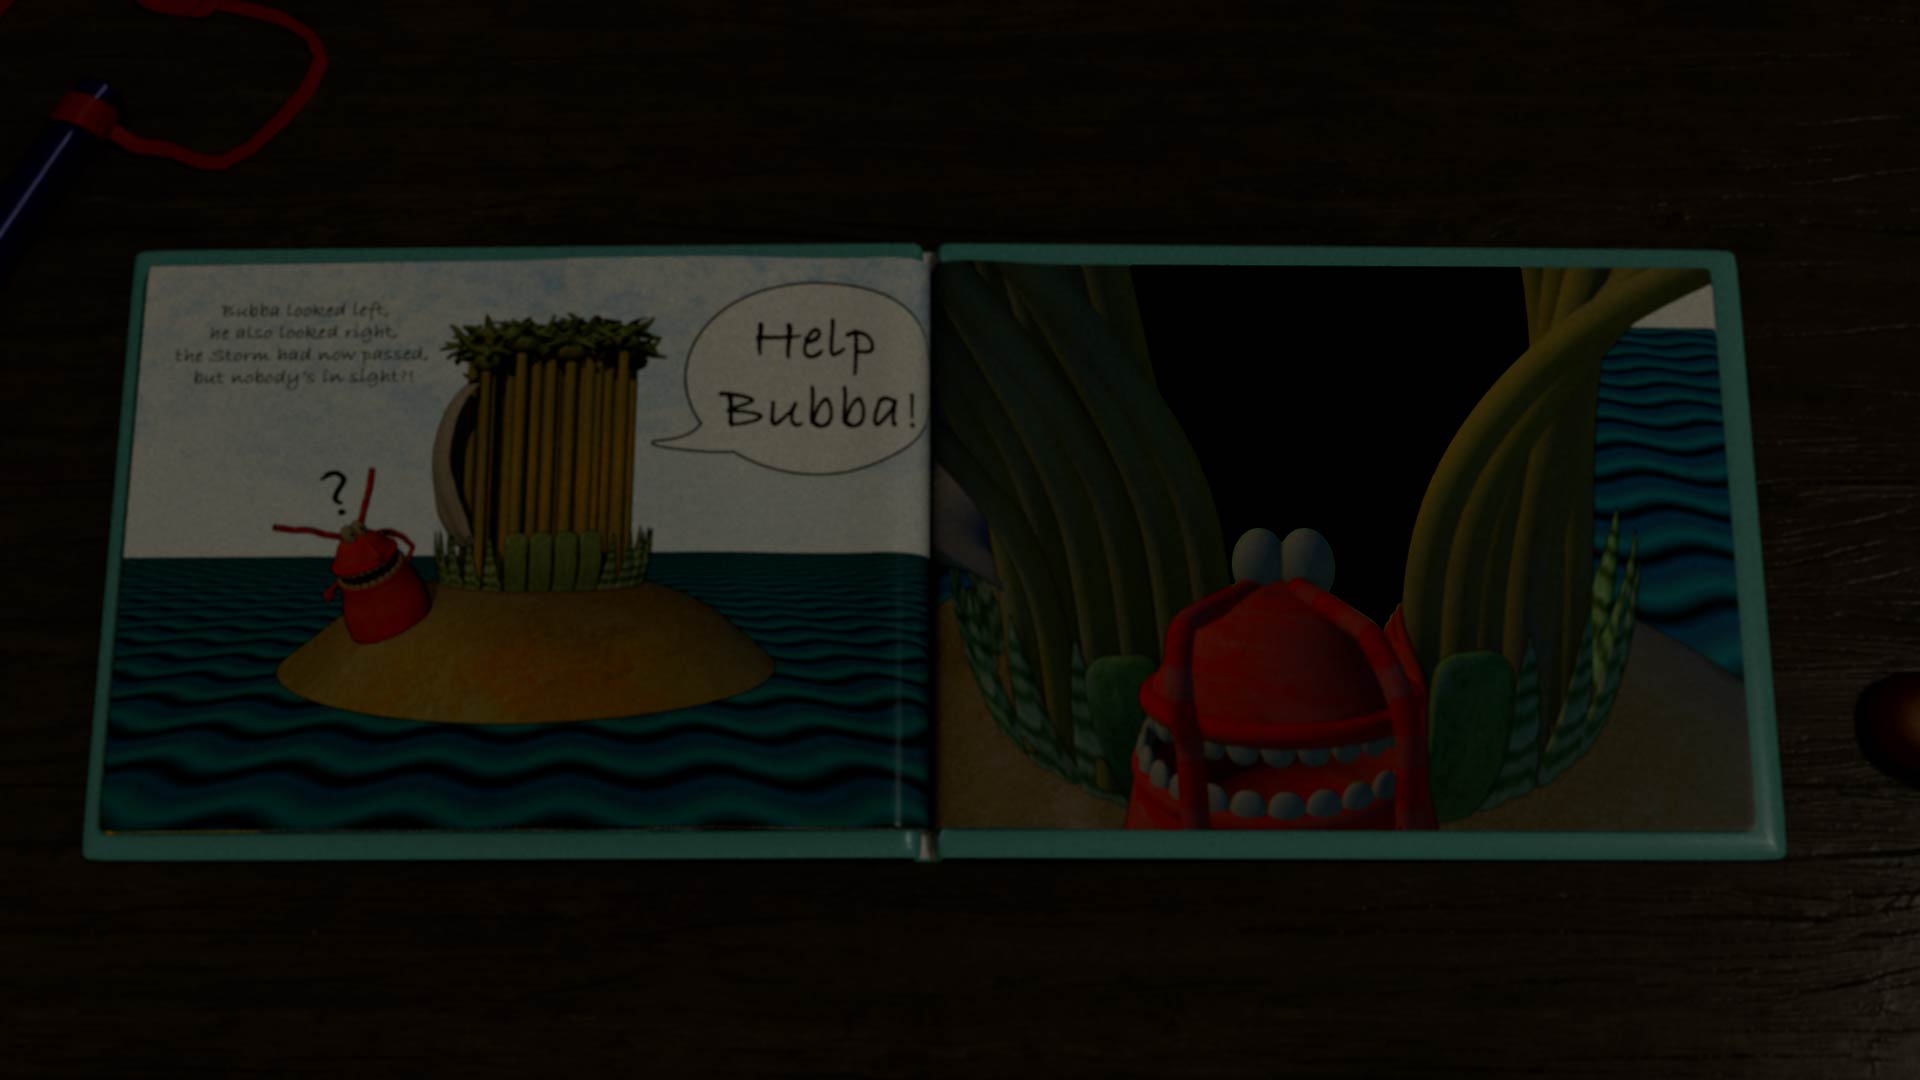 Bubba looked left,
he also looked right,
the Storm had now passed,
but nobody's in sight?!
?
Help
Bubba!